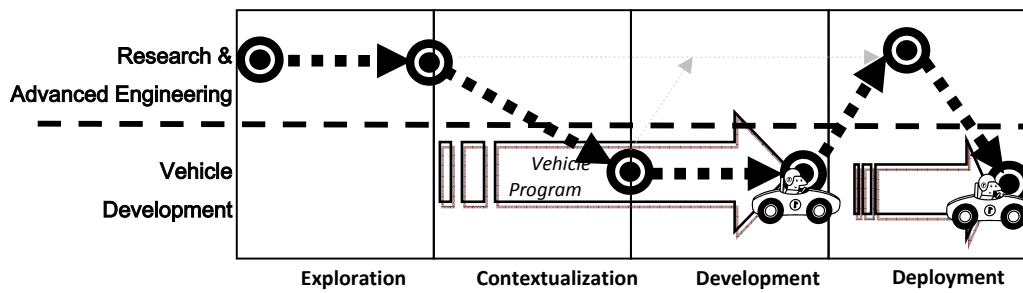 Research &
Advanced Engineering
Vehicle
Development
Vehicle
Program
Exploration
Contextualization
Development
Deployment